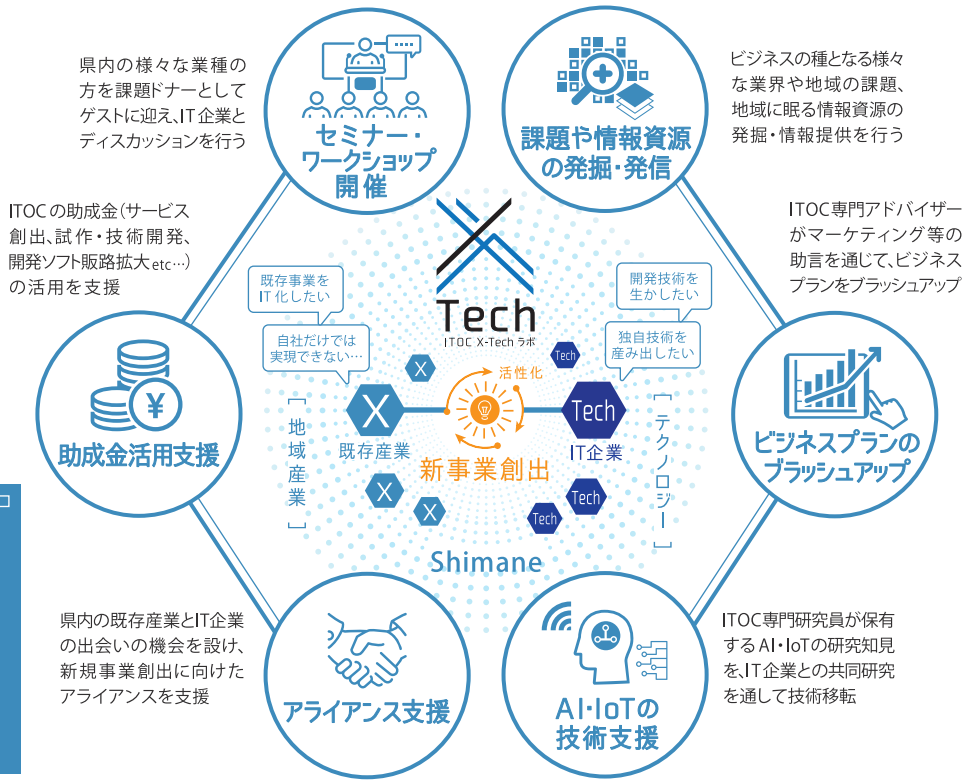 県内の様々な業種の
方を課題ドナーとして
ゲストに迎え、IT企業と
ディスカッションを行う
セミナー・
ワークショップ
開催
課題や情報資源
の発掘・発信
ビジネスの種となる様々
な業界や地域の課題、
地域に眠る情報資源の
発掘・情報提供を行う
ITOCの助成金(サービス
創出、試作・技術開発、
開発ソフト販路拡大etc…)
の活用を支援
助成金活用支援
ITOC専門アドバイザー
がマーケティング等の
助言を通じて、ビジネス
プランをブラッシュアップ
ビジネスプランの
ブラッシュアップ
X
Tech
ITOC X-Tech ラボ
既存事業を
IT化したい
自社だけでは
実現できない…
開発技術を
生かしたい
独自技術を
産み出したい
[地域産業]
X
X
既存産業
X
X
活性化
新事業創出
Tech
Tech
IT企業
Tech
Tech
[テクノロジー]
Shimane
県内の既存産業とIT企業
の出会いの機会を設け、
新規事業創出に向けた
アライアンスを支援
アライアンス支援
AI・IoTの
技術支援
ITOC専門研究員が保有
するAI・IoTの研究知見
を、IT企業との共同研究
を通して技術移転